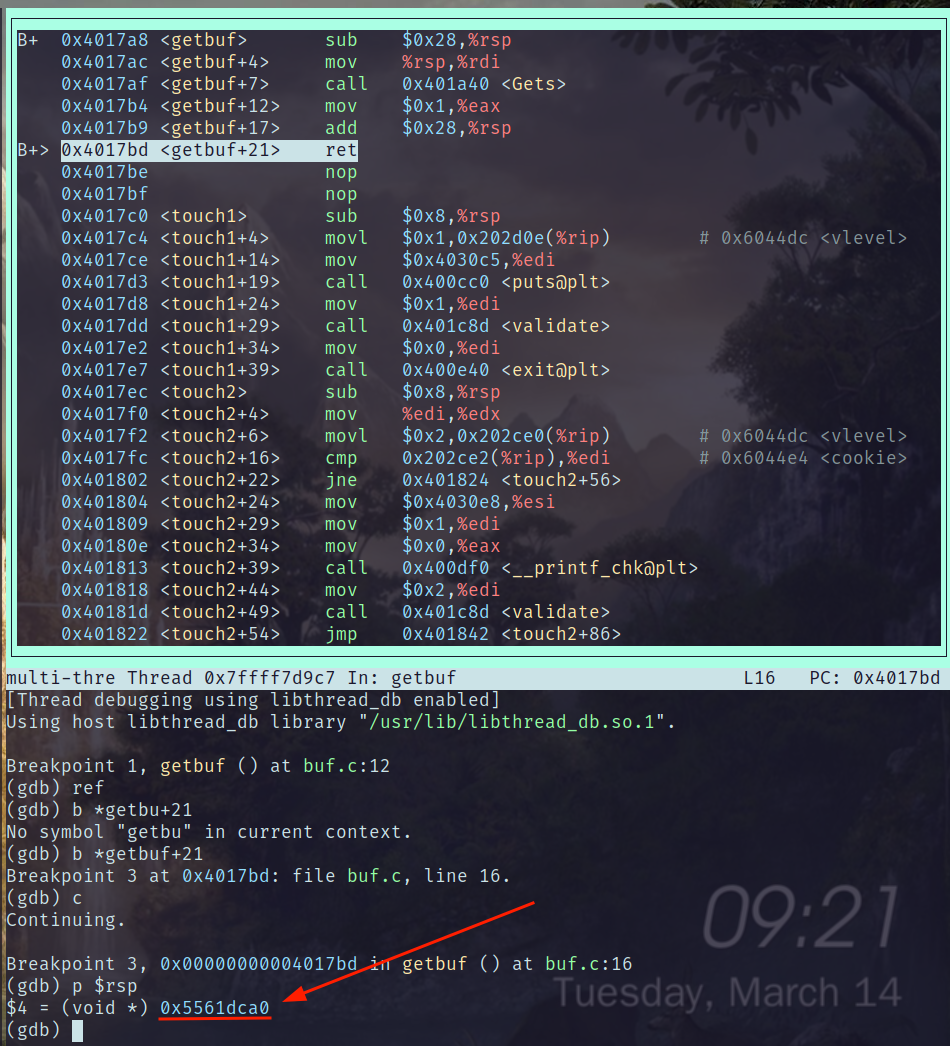 B+  0x4017a8 <getbuf>        sub    $0x28,%rsp
0x4017ac <getbuf+4>      mov    %rsp,%rdi
0x4017af <getbuf+7>      call   0x401a40 <Gets>
0x4017b4 <getbuf+12>     mov    $0x1,%eax
0x4017b9 <getbuf+17>     add    $0x28,%rsp
B+> 0x4017bd <getbuf+21>     ret
0x4017be                 nop
0x4017bf                 nop
0x4017c0 <touch1>        sub    $0x8,%rsp
0x4017c4 <touch1+4>      movl   $0x1,0x202d0e(%rip)        # 0x6044dc <vlevel>
0x4017ce <touch1+14>     mov    $0x4030c5,%edi
0x4017d3 <touch1+19>     call   0x400cc0 <puts@plt>
0x4017d8 <touch1+24>     mov    $0x1,%edi
0x4017dd <touch1+29>     call   0x401c8d <validate>
0x4017e2 <touch1+34>     mov    $0x0,%edi
0x4017e7 <touch1+39>     call   0x400e40 <exit@plt>
0x4017ec <touch2>        sub    $0x8,%rsp
0x4017f0 <touch2+4>      mov    %edi,%edx
0x4017f2 <touch2+6>      movl   $0x2,0x202ce0(%rip)        # 0x6044dc <vlevel>
0x4017fc <touch2+16>     cmp    0x202ce2(%rip),%edi        # 0x6044e4 <cookie>
0x401802 <touch2+22>     jne    0x401824 <touch2+56>
0x401804 <touch2+24>     mov    $0x4030e8,%esi
0x401809 <touch2+29>     mov    $0x1,%edi
0x40180e <touch2+34>     mov    $0x0,%eax
0x401813 <touch2+39>     call   0x400df0 <__printf_chk@plt>
0x401818 <touch2+44>     mov    $0x2,%edi
0x40181d <touch2+49>     call   0x401c8d <validate>
0x401822 <touch2+54>     jmp    0x401842 <touch2+86>
multi-thre Thread 0x7ffff7d9c7 In: getbuf                          L16   PC: 0x4017bd
[Thread debugging using libthread_db enabled]
Using host libthread_db library "/usr/lib/libthread_db.so.1".
Breakpoint 1, getbuf () at buf.c:12
(gdb) ref
(gdb) b *getbu+21
No symbol "getbu" in current context.
(gdb) b *getbuf+21
Breakpoint 3 at 0x4017bd: file buf.c, line 16.
(gdb) c
Continuing.
Breakpoint 3, 0x00000000004017bd in getbuf () at buf.c:16
(gdb) p $rsp
$4 = (void *) 0x5561dca0
(gdb)
09:21
Tuesday, March 14